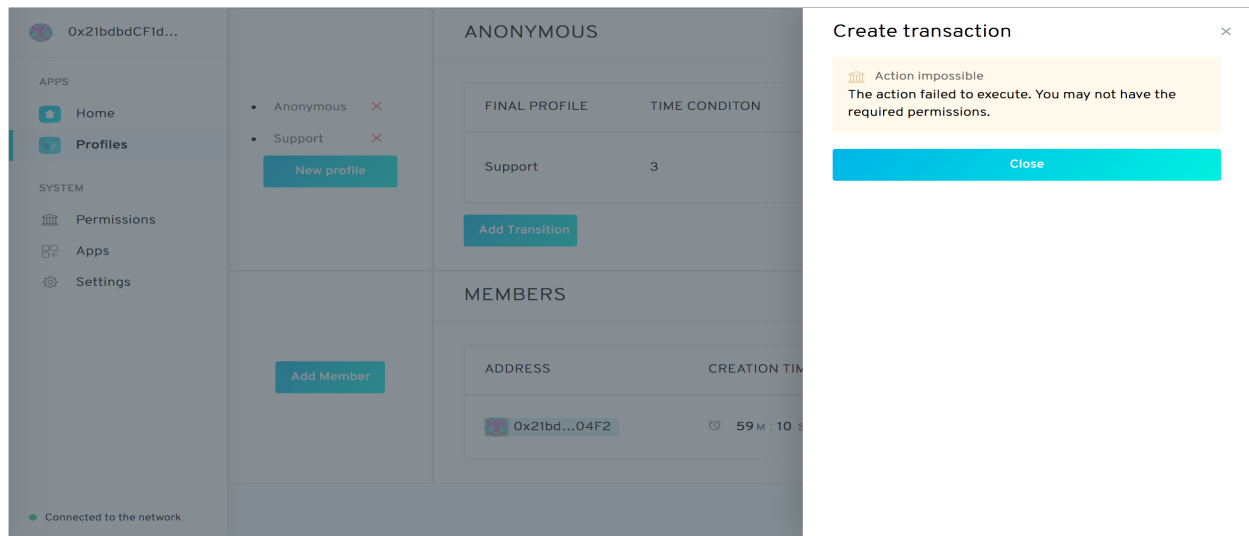 0x21bdbdCF1d...
APPS
Home
Profiles
SYSTEM
Permissions
Apps
Settings
Connected to the network
Anonymous
Support
New profile
Add Member
ANONYMOUS
FINAL PROFILE TIME CONDITON
Support 3
Add Transition
MEMBERS
ADDRESS CREATION TIM
0x21bd...04F2 59 M : 10 S
Create transaction
Action impossible
The action failed to execute. You may not have the
required permissions.
Close